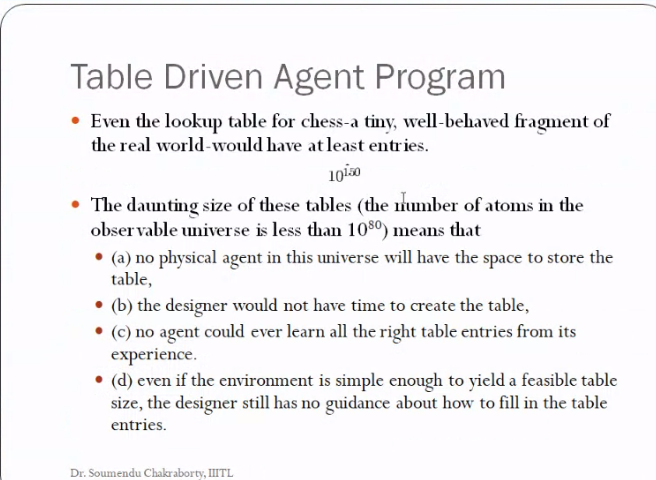 Table Driven Agent Program
• Even the lookup table for chess-a tiny, well-behaved fragment of
the real world-would have at least entries.
10¹⁵⁰
• The daunting size of these tables (the number of atoms in the
observable universe is less than 10⁸⁰) means that
• (a) no physical agent in this universe will have the space to store the
table,
• (b) the designer would not have time to create the table,
• (c) no agent could ever learn all the right table entries from its
experience.
• (d) even if the environment is simple enough to yield a feasible table
size, the designer still has no guidance about how to fill in the table
entries.
Dr. Soumendu Chakraborty, IIITL